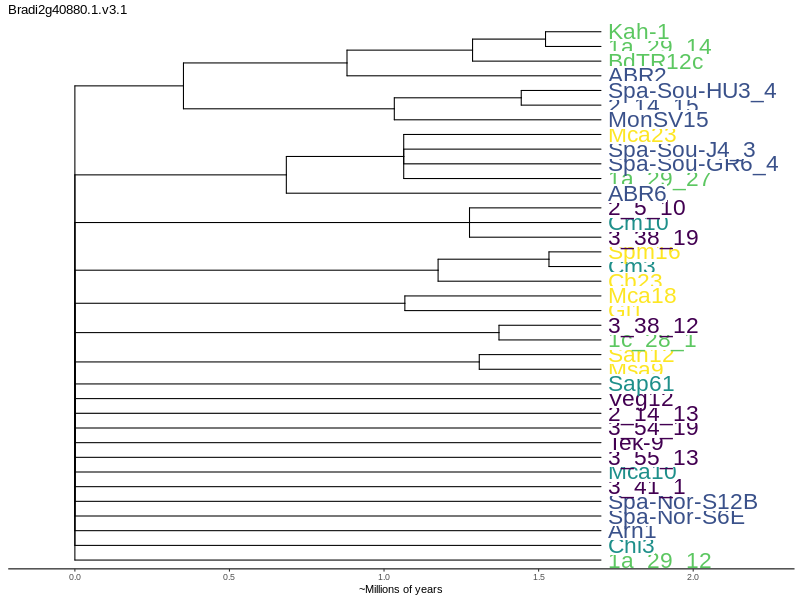 Bradi2g40880.1.v3.1
Kah-1
1a_29_14
BdTR12c
ABR2
Spa-Sou-HU3_4
2_14_15
MonSV15
Mca23
Spa-Sou-J4_3
Spa-Sou-GR6_4
1a_29_27
ABR6
2_5_10
Cm10
3_38_19
Spm16
Cm3
Cb23
Mca18
3_38_12
1c_28_1
San12
Msa9
Sap61
Veg12
2_14_13
3_54_19
Tek-9
3_55_13
Mca10
3_41_1
Spa-Nor-S12B
Spa-Nor-S6E
Arn1
Chi3
1a_29_12
0.0 0.5 1.0 1.5 2.0
~Millions of years